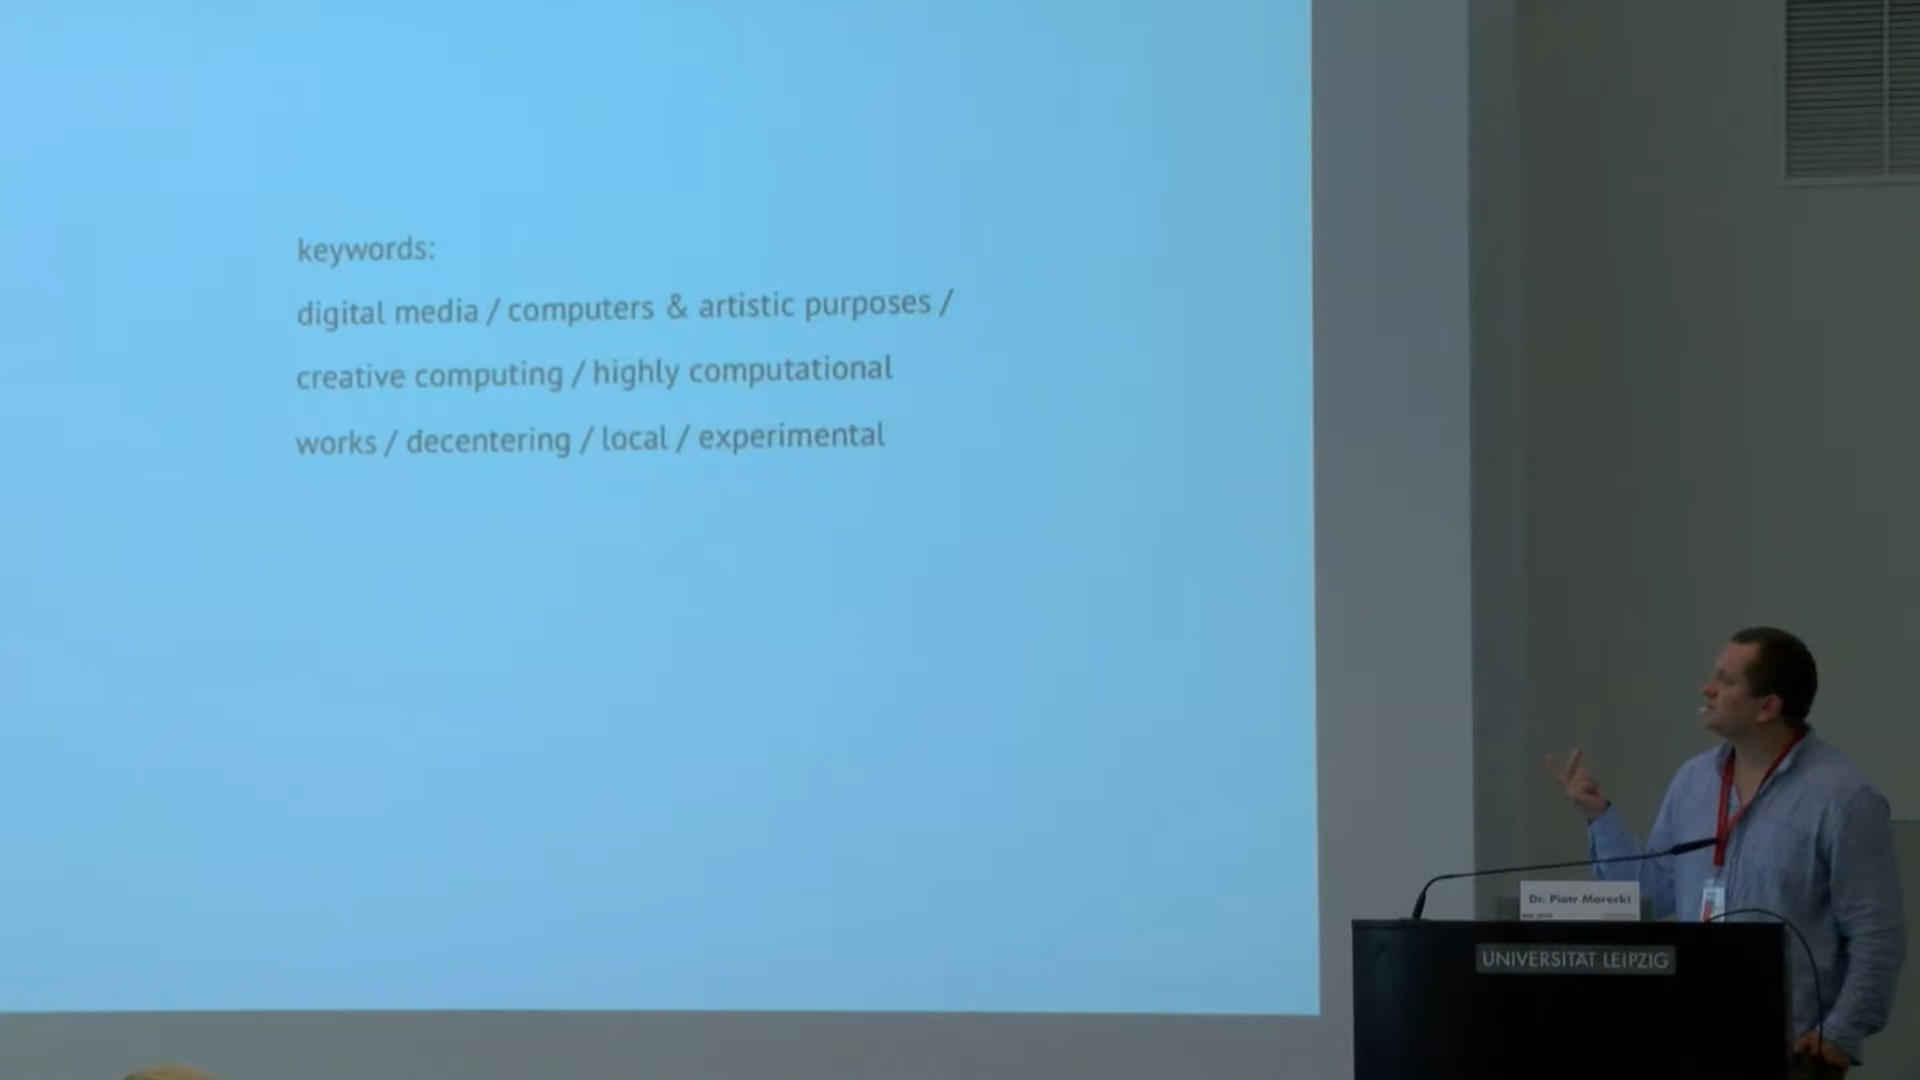 keywords:
digital media / computers & artistic purposes /
creative computing / highly computational
works / decentering / local / experimental
Dr. Piotr Marecki
UNIVERSITÄT LEIPZIG